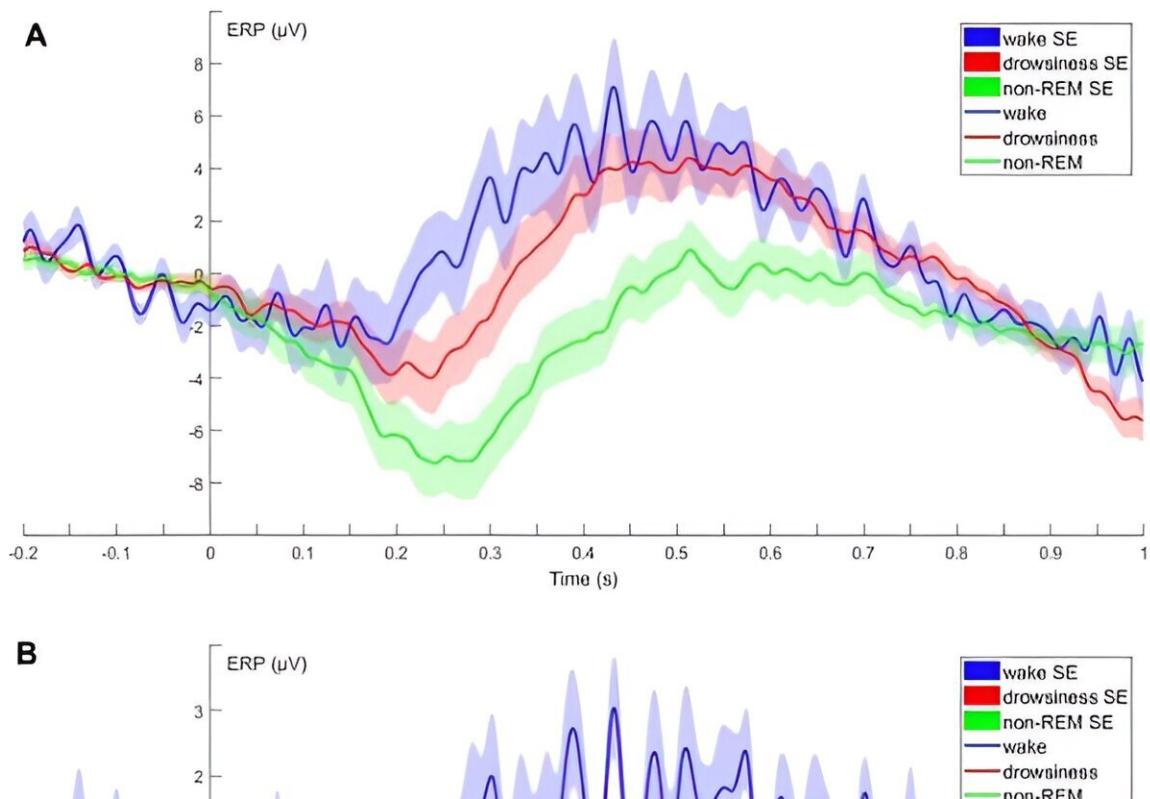 A
ERP (µV)
wake SE
drowsiness SE
non-REM SE
wake
drowsiness
non-REM
8
6
4
2
0
-2
-4
-6
-8
-0.2 -0.1 0 0.1 0.2 0.3 0.4 0.5 0.6 0.7 0.8 0.9 1
Time (s)
B
ERP (µV)
wake SE
drowsiness SE
non-REM SE
wake
drowsiness
non-REM
3
2